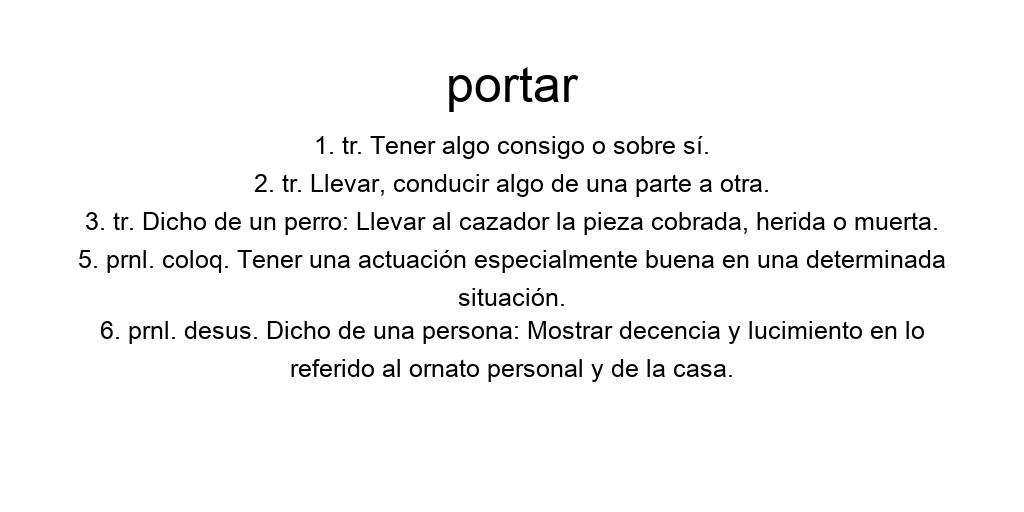 portar
1. tr. Tener algo consigo o sobre sí.
2. tr. Llevar, conducir algo de una parte a otra.
3. tr. Dicho de un perro: Llevar al cazador la pieza cobrada, herida o muerta.
5. prnl. coloq. Tener una actuación especialmente buena en una determinada
situación.
6. prnl. desus. Dicho de una persona: Mostrar decencia y lucimiento en lo
referido al ornato personal y de la casa.